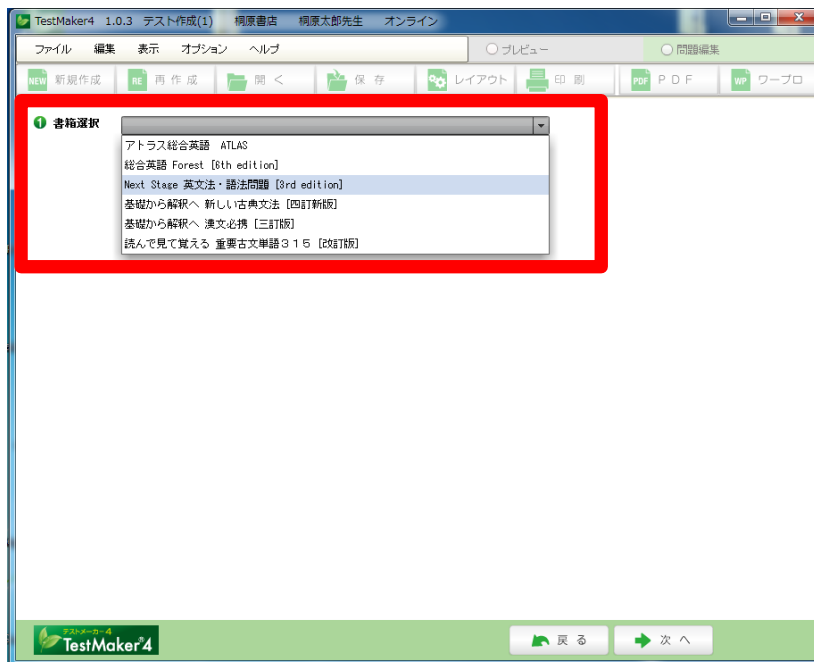 TestMaker4 1.0.3 テスト作成(1) 桐原書店 桐原太郎先生 オンライン
ファイル 編集 表示 オプション ヘルプ プレビュー 問題編集
NEW 新規作成 RE 再作成 開く 保存 レイアウト 印刷 PDF PDF WP ワープロ
1 書籍選択
アトラス総合英語 ATLAS
総合英語 Forest [6th edition]
Next Stage 英文法・語法問題 [3rd edition]
基礎から解釈へ 新しい古典文法 [四訂新版]
基礎から解釈へ 漢文必携 [三訂版]
読んで見て覚える 重要古文単語315 [改訂版]
テストメーカー4
TestMaker®4
戻る 次へ